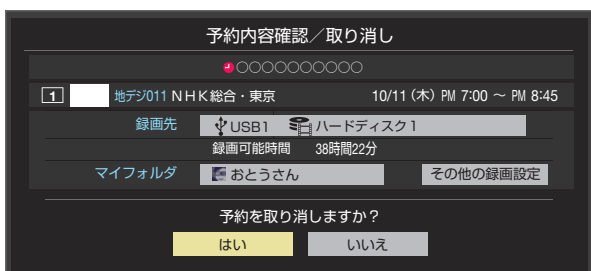 予約内容確認／取り消し
○○○○○○○○○○
1 地デジ011 NHK総合・東京 10/11(木) PM 7:00 ～ PM 8:45
録画先 USB1 ハードディスク1
録画可能時間 38時間22分
マイフォルダ おとうさん その他の録画設定
予約を取り消しますか？
はい いいえ